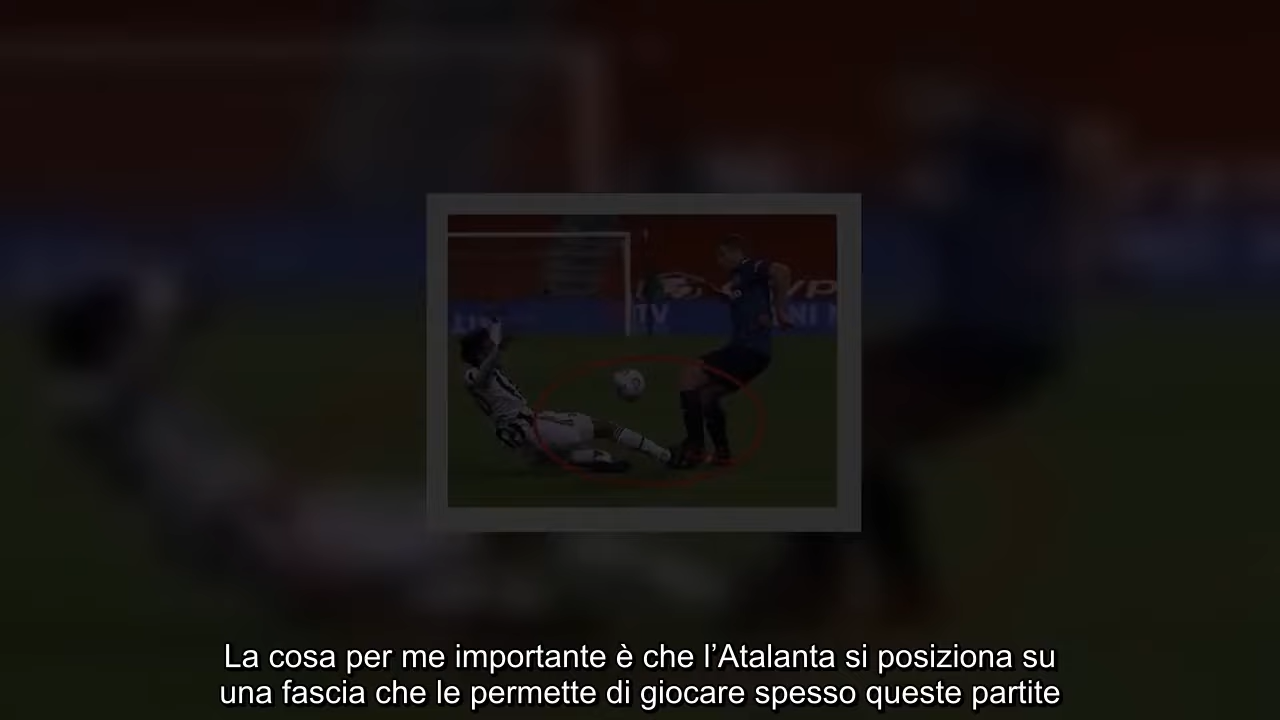 TV
La cosa per me importante è che l’Atalanta si posiziona su
una fascia che le permette di giocare spesso queste partite